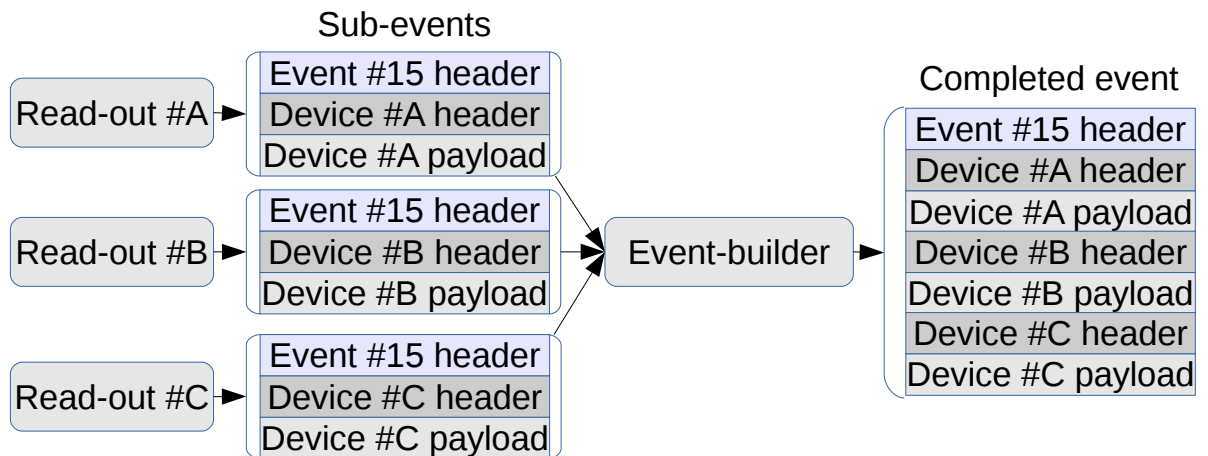 Sub-events
Read-out #A
Event #15 header
Device #A header
Device #A payload
Read-out #B
Event #15 header
Device #B header
Device #B payload
Read-out #C
Event #15 header
Device #C header
Device #C payload
Event-builder
Completed event
Event #15 header
Device #A header
Device #A payload
Device #B header
Device #B payload
Device #C header
Device #C payload